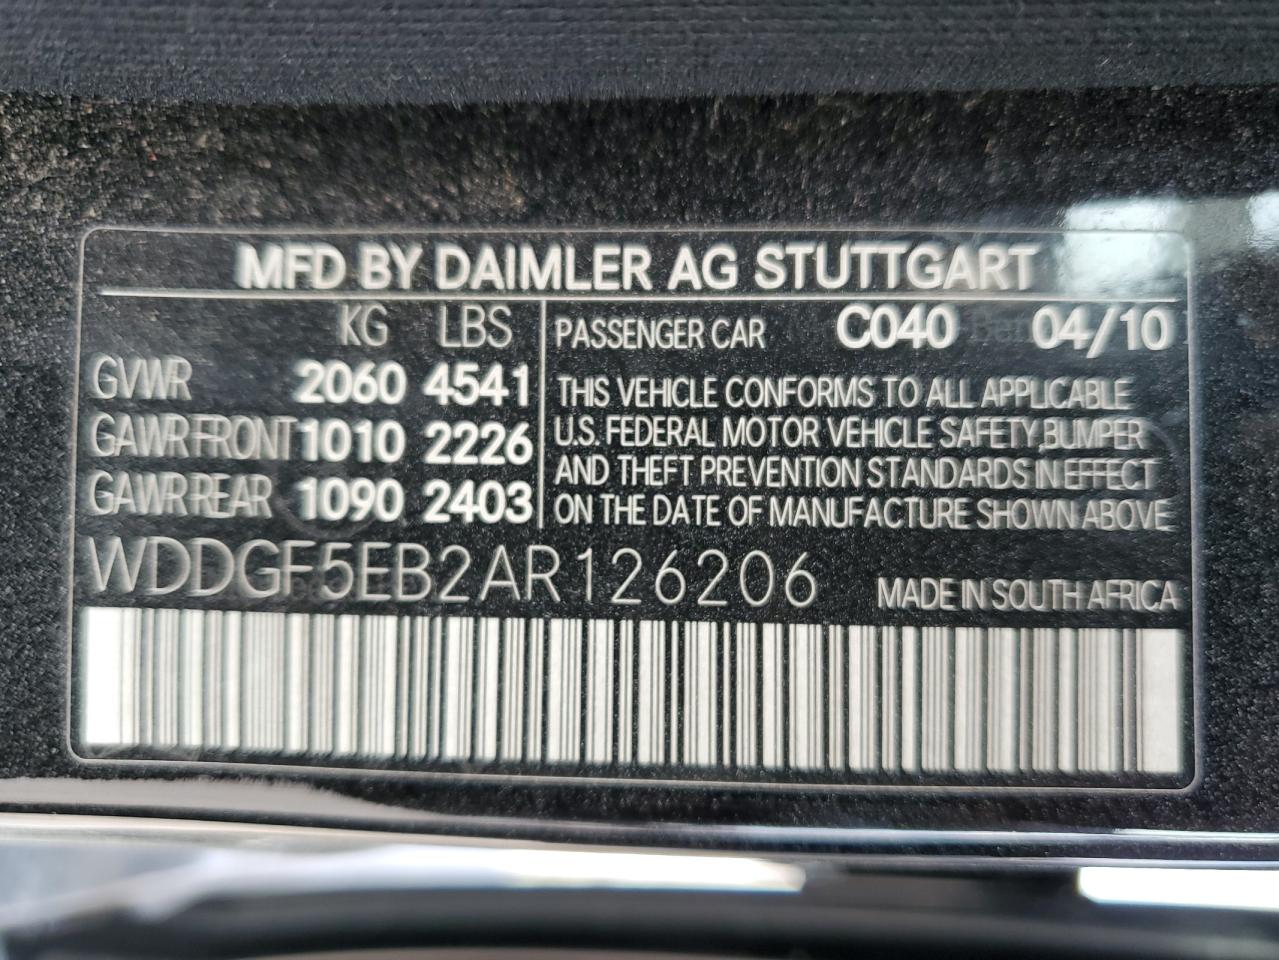 MFD BY DAIMLER AG STUTTGART
KG LBS
GVWR 2060 4541
GAWR FRONT 1010 2226
GAWR REAR 1090 2403
PASSENGER CAR C040 04/10
THIS VEHICLE CONFORMS TO ALL APPLICABLE
U.S. FEDERAL MOTOR VEHICLE SAFETY, BUMPER
AND THEFT PREVENTION STANDARDS IN EFFECT
ON THE DATE OF MANUFACTURE SHOWN ABOVE
WDDGF5EB2AR126206
MADE IN SOUTH AFRICA